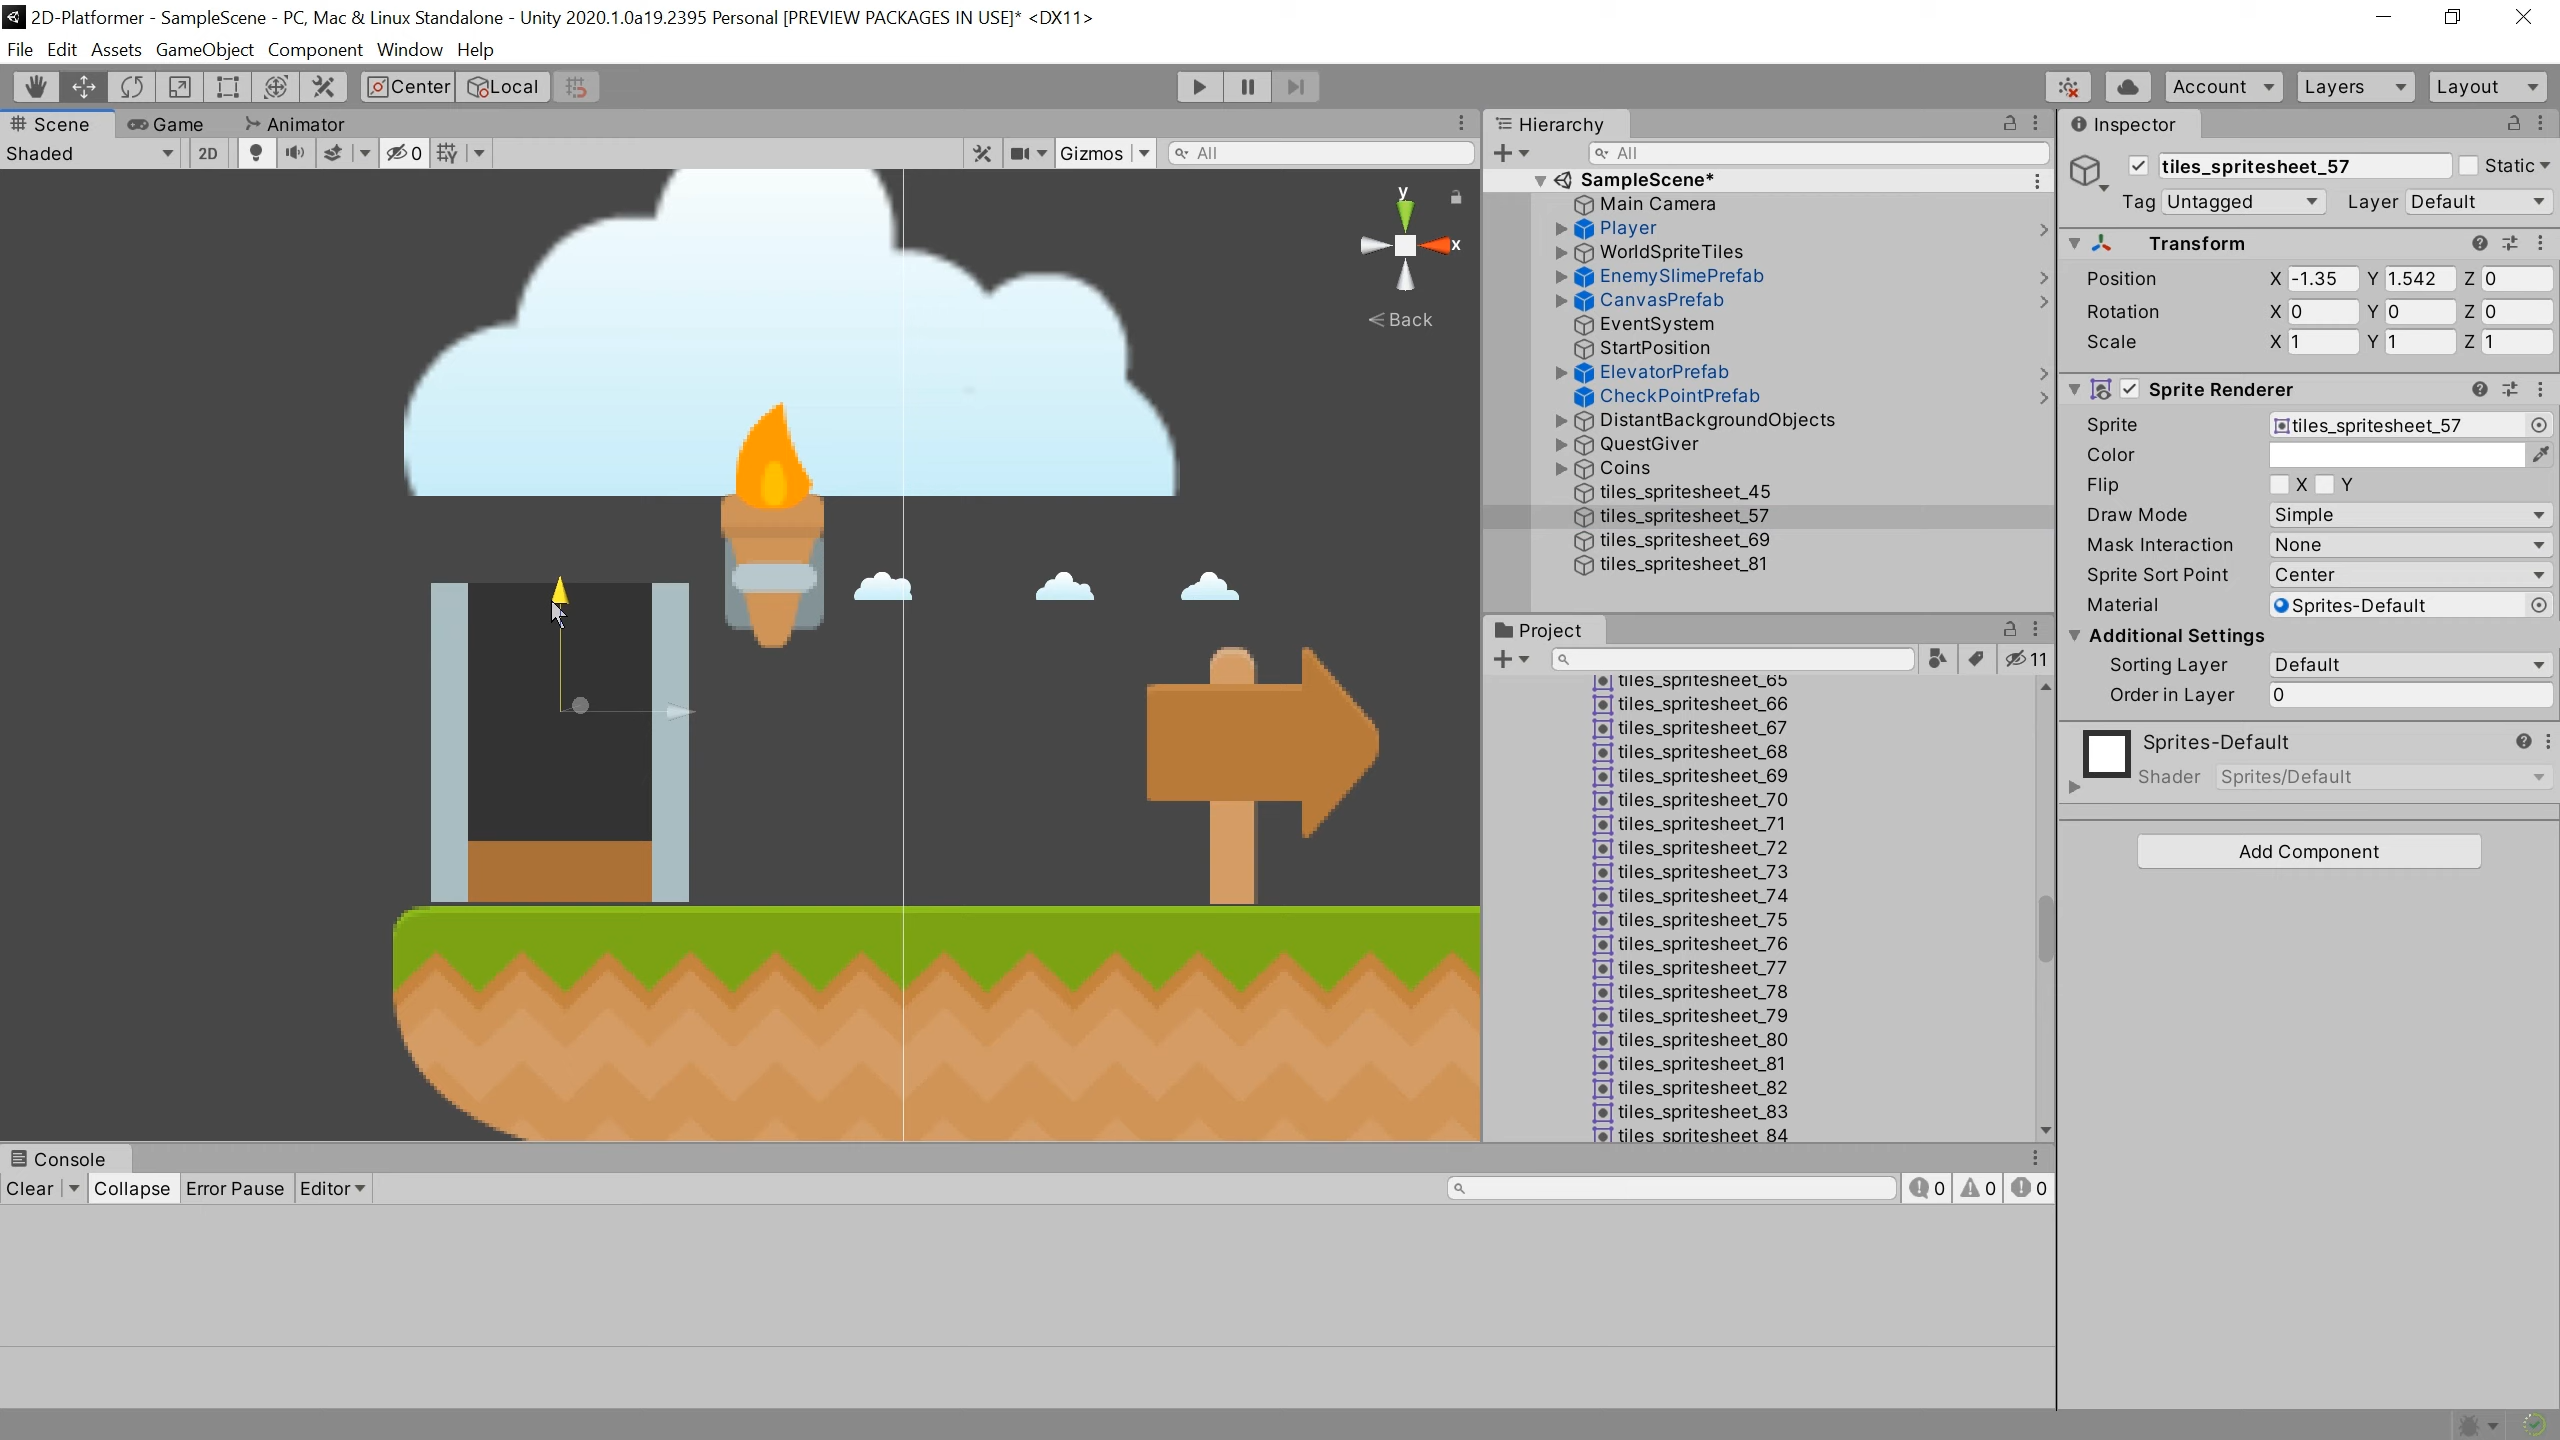 2D-Platformer - SampleScene - PC, Mac & Linux Standalone - Unity 2020.1.0a19.2395 Personal [PREVIEW PACKAGES IN USE]* <DX11>
File Edit Assets GameObject Component Window Help
Center Local Account Layers Layout
Scene Game Animator
Shaded 2D 0 Gizmos All
y
x
Back
Hierarchy
All
SampleScene*
Main Camera
Player
WorldSpriteTiles
EnemySlimePrefab
CanvasPrefab
EventSystem
StartPosition
ElevatorPrefab
CheckPointPrefab
DistantBackgroundObjects
QuestGiver
Coins
tiles_spritesheet_45
tiles_spritesheet_57
tiles_spritesheet_69
tiles_spritesheet_81
Project
11
tiles_spritesheet_65
tiles_spritesheet_66
tiles_spritesheet_67
tiles_spritesheet_68
tiles_spritesheet_69
tiles_spritesheet_70
tiles_spritesheet_71
tiles_spritesheet_72
tiles_spritesheet_73
tiles_spritesheet_74
tiles_spritesheet_75
tiles_spritesheet_76
tiles_spritesheet_77
tiles_spritesheet_78
tiles_spritesheet_79
tiles_spritesheet_80
tiles_spritesheet_81
tiles_spritesheet_82
tiles_spritesheet_83
tiles_spritesheet_84
Inspector
tiles_spritesheet_57 Static
Tag Untagged Layer Default
Transform
Position X -1.35 Y 1.542 Z 0
Rotation X 0 Y 0 Z 0
Scale X 1 Y 1 Z 1
Sprite Renderer
Sprite tiles_spritesheet_57
Color
Flip X Y
Draw Mode Simple
Mask Interaction None
Sprite Sort Point Center
Material Sprites-Default
Additional Settings
Sorting Layer Default
Order in Layer 0
Sprites-Default
Shader Sprites/Default
Add Component
Console
Clear Collapse Error Pause Editor 0 0 0